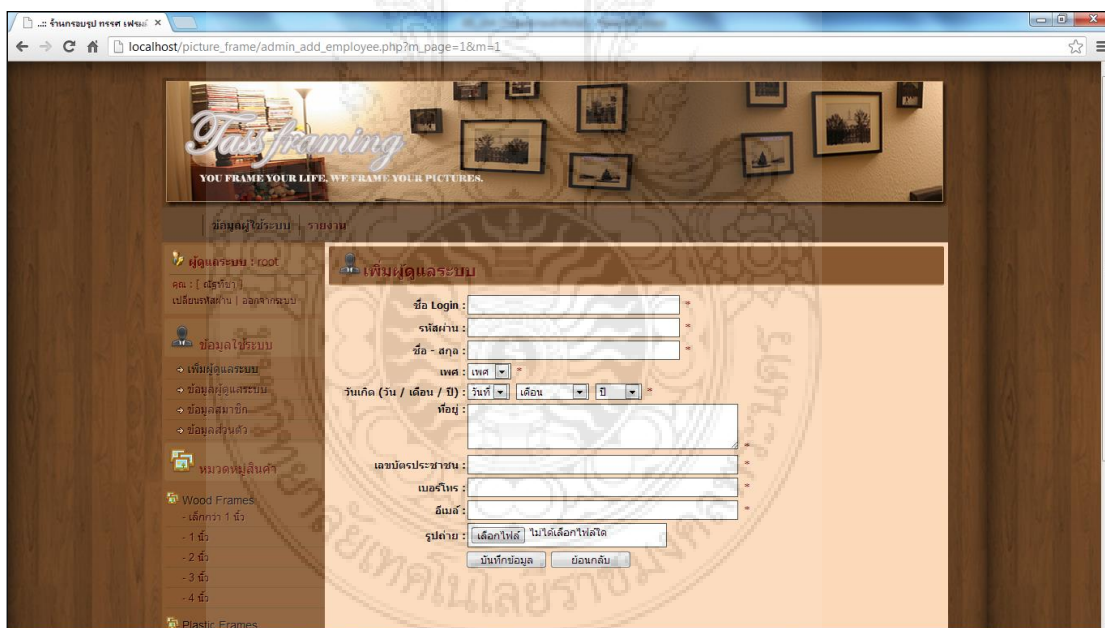 ..:: ร้านกรอบรูป ทรรศ เฟรม
localhost/picture_frame/admin_add_employee.php?m_page=1&m=1
Tass framing
YOU FRAME YOUR LIFE, WE FRAME YOUR PICTURES.
ข้อมูลผู้ใช้ระบบ | รายงาน
ผู้ดูแลระบบ : root
คุณ : [ ณัฐทิชา ]
เปลี่ยนรหัสผ่าน | ออกจากระบบ
ข้อมูลใช้ระบบ
เพิ่มผู้ดูแลระบบ
ข้อมูลผู้ดูแลระบบ
ข้อมูลสมาชิก
ข้อมูลส่วนตัว
หมวดหมู่สินค้า
Wood Frames
- เล็กกว่า 1 นิ้ว
- 1 นิ้ว
- 2 นิ้ว
- 3 นิ้ว
- 4 นิ้ว
Plastic Frames
เพิ่มผู้ดูแลระบบ
ชื่อ Login : *
รหัสผ่าน : *
ชื่อ - สกุล : *
เพศ : เพศ *
วันเกิด (วัน / เดือน / ปี) : วันที่ เดือน ปี *
ที่อยู่ : *
เลขบัตรประชาชน : *
เบอร์โทร : *
อีเมล์ : *
รูปถ่าย : เลือกไฟล์ ไม่ได้เลือกไฟล์ใด
บันทึกข้อมูล ย้อนกลับ